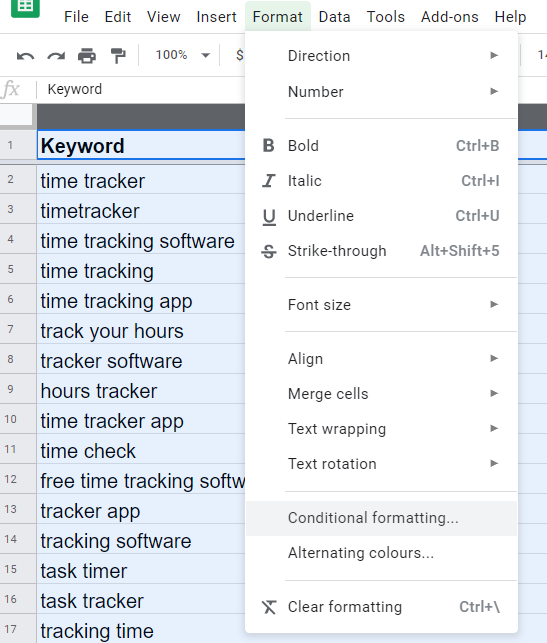 File Edit View Insert Format Data Tools Add-ons Help
100% $
fx Keyword
Direction
Number
Bold Ctrl+B
Italic Ctrl+I
Underline Ctrl+U
Strike-through Alt+Shift+5
Font size
Align
Merge cells
Text wrapping
Text rotation
Conditional formatting...
Alternating colours...
Clear formatting Ctrl+\
1 Keyword
2 time tracker
3 timetracker
4 time tracking software
5 time tracking
6 time tracking app
7 track your hours
8 tracker software
9 hours tracker
10 time tracker app
11 time check
12 free time tracking softw
13 tracker app
14 tracking software
15 task timer
16 task tracker
17 tracking time